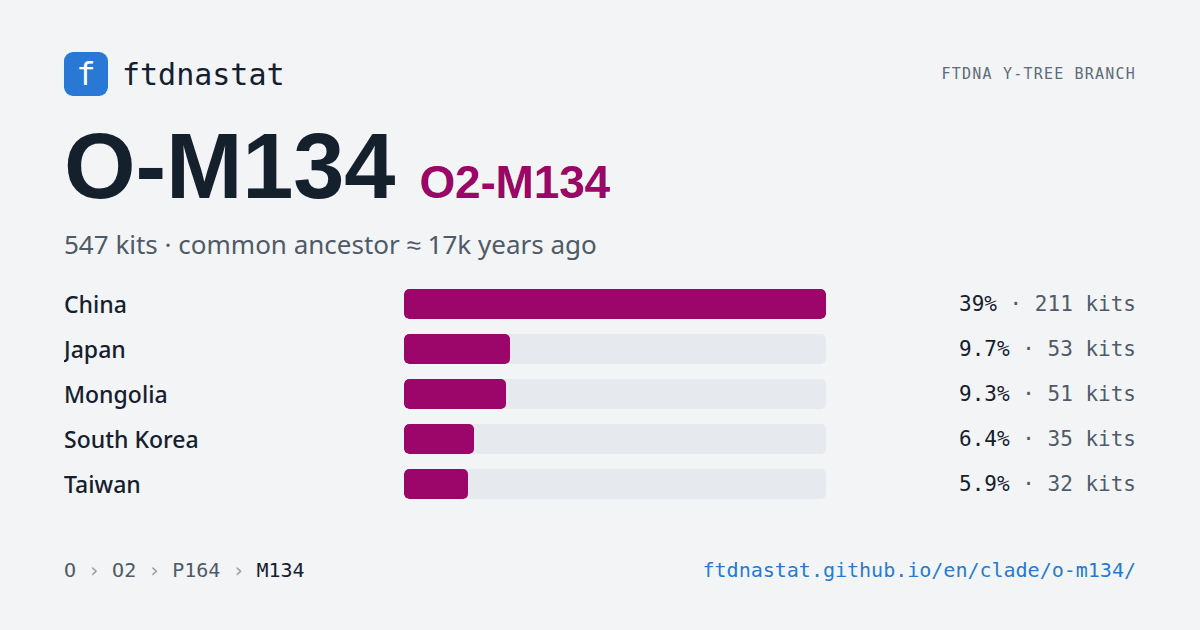 f ftdnastat
FTDNA Y-TREE BRANCH
O-M134 O2-M134
547 kits · common ancestor ≈ 17k years ago
China 39% · 211 kits
Japan 9.7% · 53 kits
Mongolia 9.3% · 51 kits
South Korea 6.4% · 35 kits
Taiwan 5.9% · 32 kits
O › O2 › P164 › M134
ftdnastat.github.io/en/clade/o-m134/